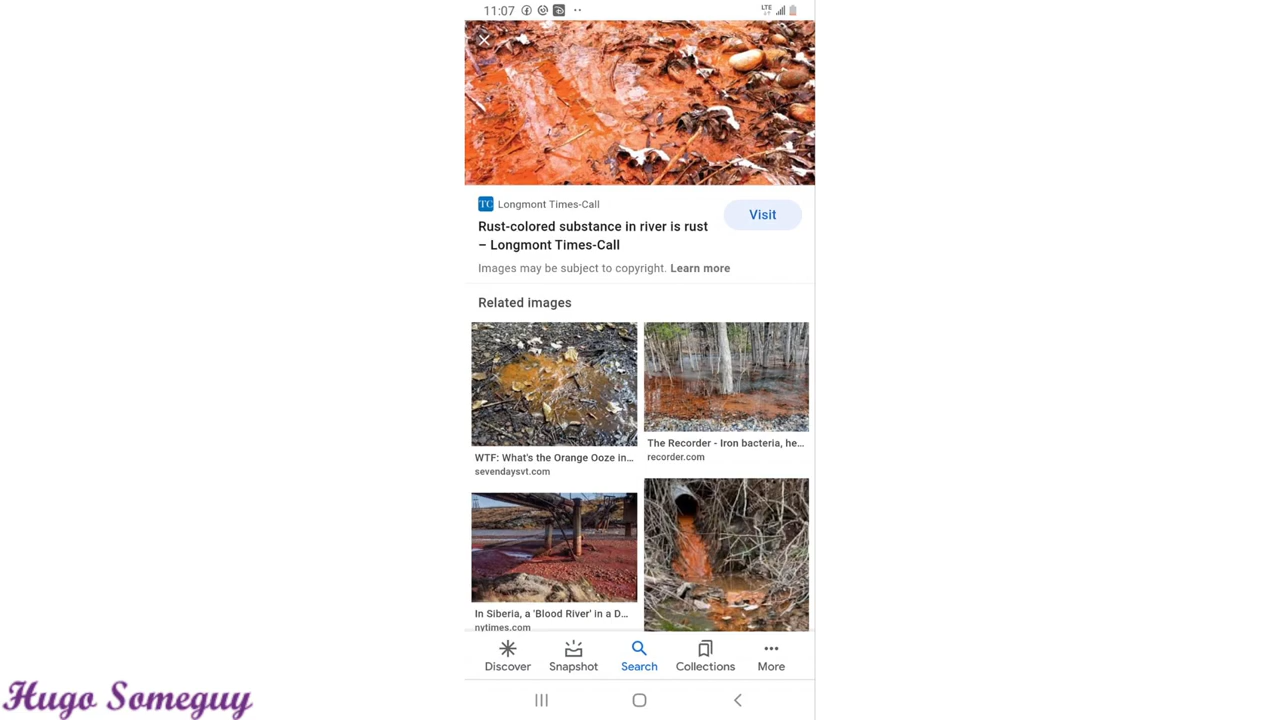 11:07
LTE
TC Longmont Times-Call
Visit
Rust-colored substance in river is rust
– Longmont Times-Call
Images may be subject to copyright. Learn more
Related images
WTF: What's the Orange Ooze in...
sevendaysvt.com
The Recorder - Iron bacteria, he...
recorder.com
In Siberia, a 'Blood River' in a D...
nytimes.com
Discover Snapshot Search Collections More
Hugo Someguy